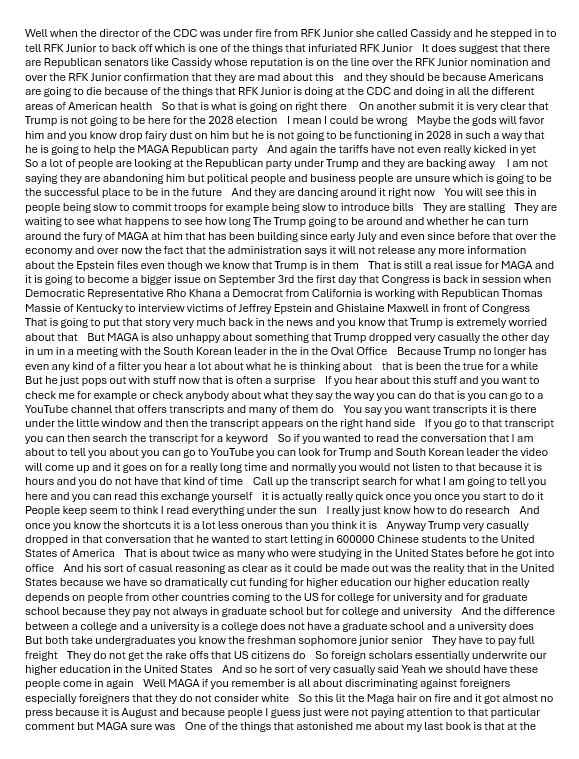 Well when the director of the CDC was under fire from RFK Junior she called Cassidy and he stepped in to
tell RFK Junior to back off which is one of the things that infuriated RFK Junior   It does suggest that there
are Republican senators like Cassidy whose reputation is on the line over the RFK Junior nomination and
over the RFK Junior confirmation that they are mad about this   and they should be because Americans
are going to die because of the things that RFK Junior is doing at the CDC and doing in all the different
areas of American health   So that is what is going on right there   On another submit it is very clear that
Trump is not going to be here for the 2028 election   I mean I could be wrong   Maybe the gods will favor
him and you know drop fairy dust on him but he is not going to be functioning in 2028 in such a way that
he is going to help the MAGA Republican party   And again the tariffs have not even really kicked in yet
So a lot of people are looking at the Republican party under Trump and they are backing away   I am not
saying they are abandoning him but political people and business people are unsure which is going to be
the successful place to be in the future   And they are dancing around it right now   You will see this in
people being slow to commit troops for example being slow to introduce bills   They are stalling   They are
waiting to see what happens to see how long The Trump going to be around and whether he can turn
around the fury of MAGA at him that has been building since early July and even since before that over the
economy and over now the fact that the administration says it will not release any more information
about the Epstein files even though we know that Trump is in them   That is still a real issue for MAGA and
it is going to become a bigger issue on September 3rd the first day that Congress is back in session when
Democratic Representative Rho Khana a Democrat from California is working with Republican Thomas
Massie of Kentucky to interview victims of Jeffrey Epstein and Ghislaine Maxwell in front of Congress
That is going to put that story very much back in the news and you know that Trump is extremely worried
about that   But MAGA is also unhappy about something that Trump dropped very casually the other day
in um in a meeting with the South Korean leader in the in the Oval Office   Because Trump no longer has
even any kind of a filter you hear a lot about what he is thinking about   that is been the true for a while
But he just pops out with stuff now that is often a surprise   If you hear about this stuff and you want to
check me for example or check anybody about what they say the way you can do that is you can go to a
YouTube channel that offers transcripts and many of them do   You say you want transcripts it is there
under the little window and then the transcript appears on the right hand side   If you go to that transcript
you can then search the transcript for a keyword   So if you wanted to read the conversation that I am
about to tell you about you can go to YouTube you can look for Trump and South Korean leader the video
will come up and it goes on for a really long time and normally you would not listen to that because it is
hours and you do not have that kind of time   Call up the transcript search for what I am going to tell you
here and you can read this exchange yourself   it is actually really quick once you once you start to do it
People keep seem to think I read everything under the sun   I really just know how to do research   And
once you know the shortcuts it is a lot less onerous than you think it is   Anyway Trump very casually
dropped in that conversation that he wanted to start letting in 600000 Chinese students to the United
States of America   That is about twice as many who were studying in the United States before he got into
office   And his sort of casual reasoning as clear as it could be made out was the reality that in the United
States because we have so dramatically cut funding for higher education our higher education really
depends on people from other countries coming to the US for college for university and for graduate
school because they pay not always in graduate school but for college and university   And the difference
between a college and a university is a college does not have a graduate school and a university does
But both take undergraduates you know the freshman sophomore junior senior   They have to pay full
freight   They do not get the rake offs that US citizens do   So foreign scholars essentially underwrite our
higher education in the United States   And so he sort of very casually said Yeah we should have these
people come in again   Well MAGA if you remember is all about discriminating against foreigners
especially foreigners that they do not consider white   So this lit the Maga hair on fire and it got almost no
press because it is August and because people I guess just were not paying attention to that particular
comment but MAGA sure was   One of the things that astonished me about my last book is that at the